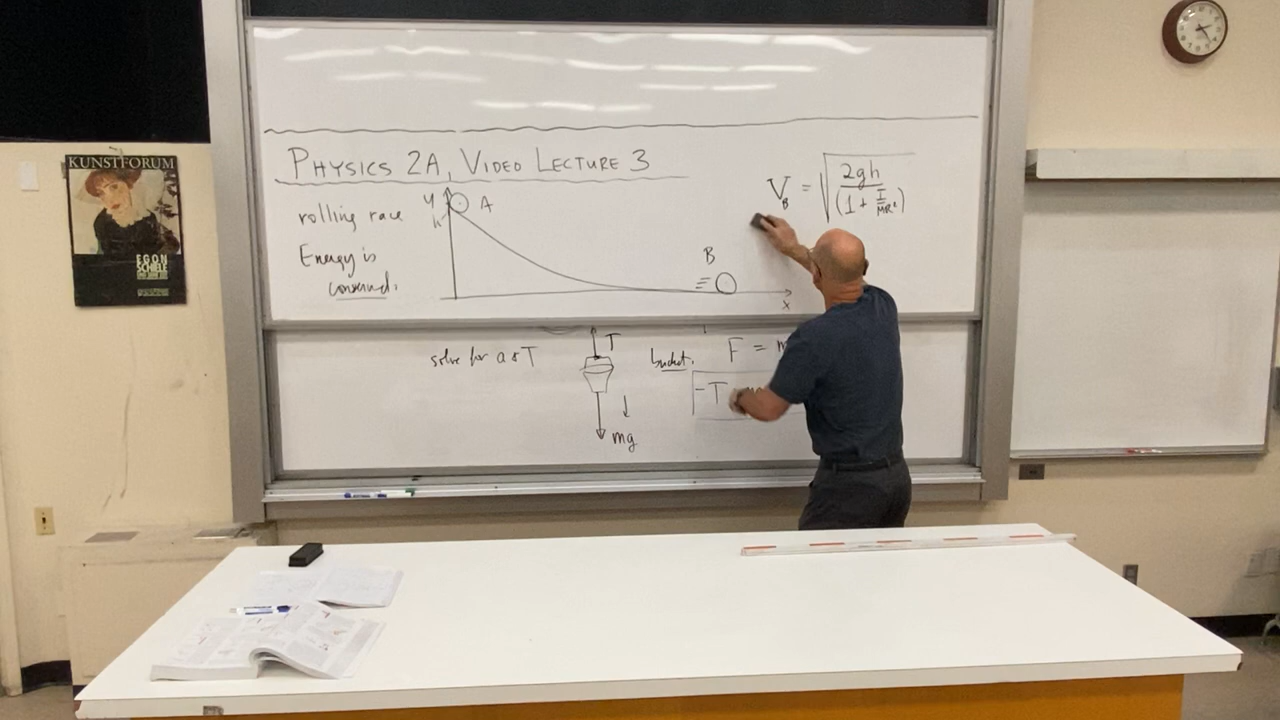 KUNSTFORUM
EGON
SCHIELE
PHYSICS 2A, VIDEO LECTURE 3
rolling race
Energy is
conserved.
y
h
A
B
x
V_B = √(2gh / (1 + I/MR²))
solve for a & T
T
mg
bucket.
F = m
-T